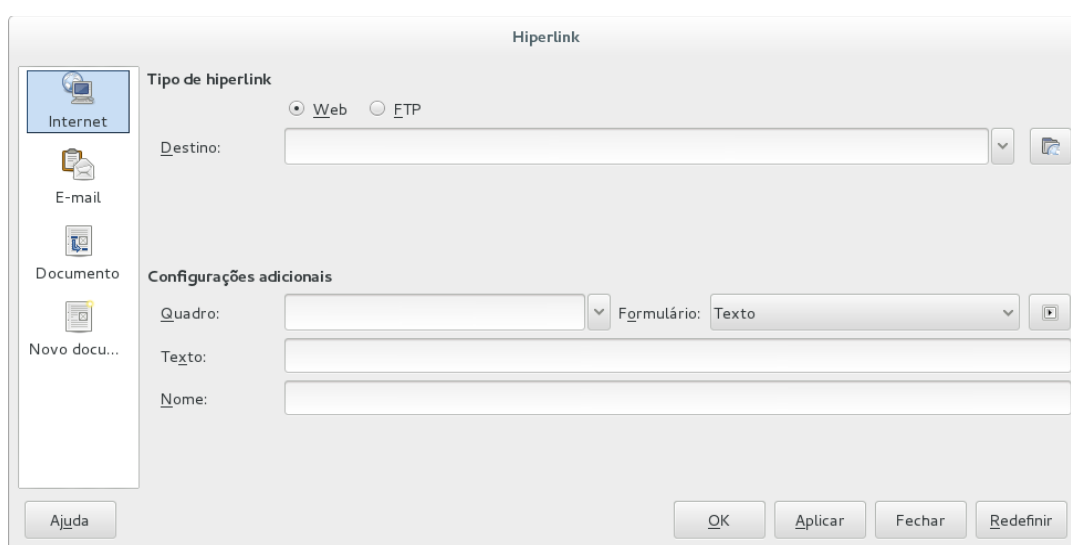 Hiperlink
Internet
E-mail
Documento
Novo docu...
Tipo de hiperlink
Web FTP
Destino:
Configurações adicionais
Quadro: Formulário: Texto
Texto:
Nome:
Ajuda OK Aplicar Fechar Redefinir